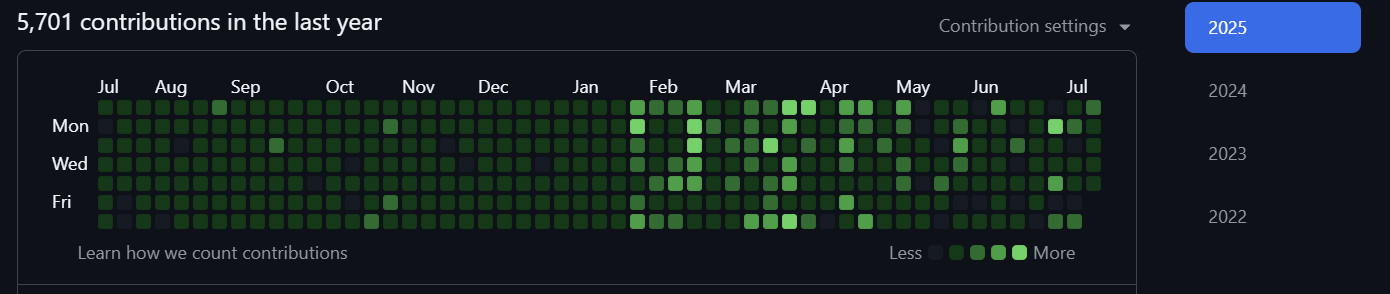 5,701 contributions in the last year
Contribution settings
2025
2024
2023
2022
Jul Aug Sep Oct Nov Dec Jan Feb Mar Apr May Jun Jul
Mon
Wed
Fri
Learn how we count contributions
Less More